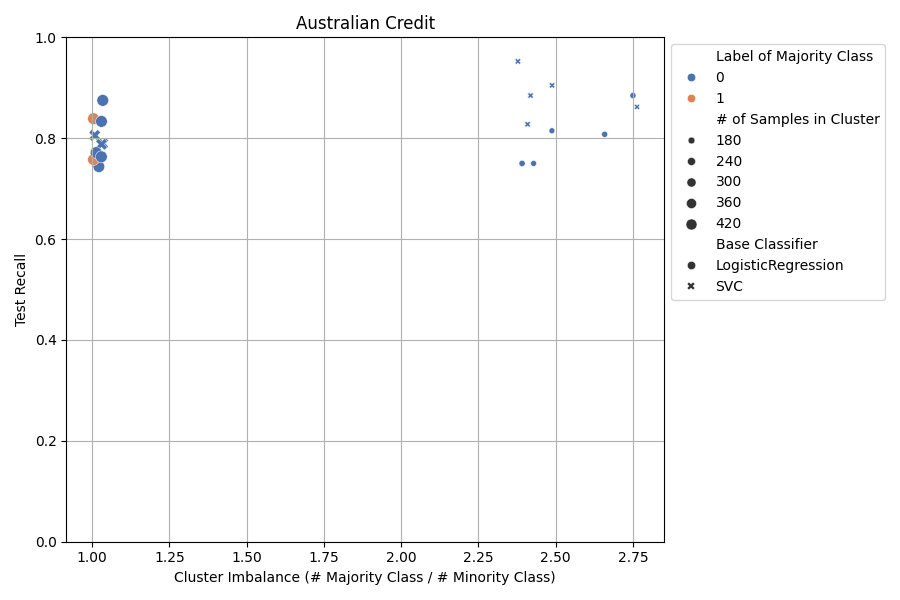 Australian Credit
1.0
0.8
0.6
0.4
0.2
0.0
Test Recall
1.00 1.25 1.50 1.75 2.00 2.25 2.50 2.75
Cluster Imbalance (# Majority Class / # Minority Class)
Label of Majority Class
0
1
# of Samples in Cluster
180
240
300
360
420
Base Classifier
LogisticRegression
SVC